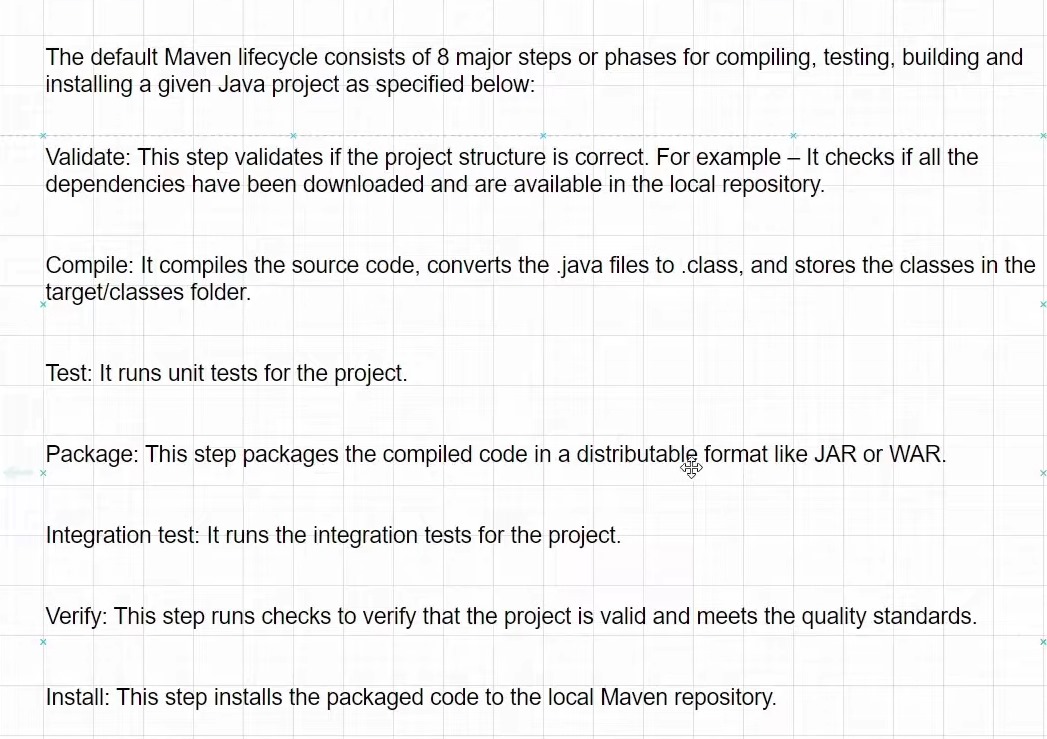 The default Maven lifecycle consists of 8 major steps or phases for compiling, testing, building and
installing a given Java project as specified below:
Validate: This step validates if the project structure is correct. For example – It checks if all the
dependencies have been downloaded and are available in the local repository.
Compile: It compiles the source code, converts the .java files to .class, and stores the classes in the
target/classes folder.
Test: It runs unit tests for the project.
Package: This step packages the compiled code in a distributable format like JAR or WAR.
Integration test: It runs the integration tests for the project.
Verify: This step runs checks to verify that the project is valid and meets the quality standards.
Install: This step installs the packaged code to the local Maven repository.